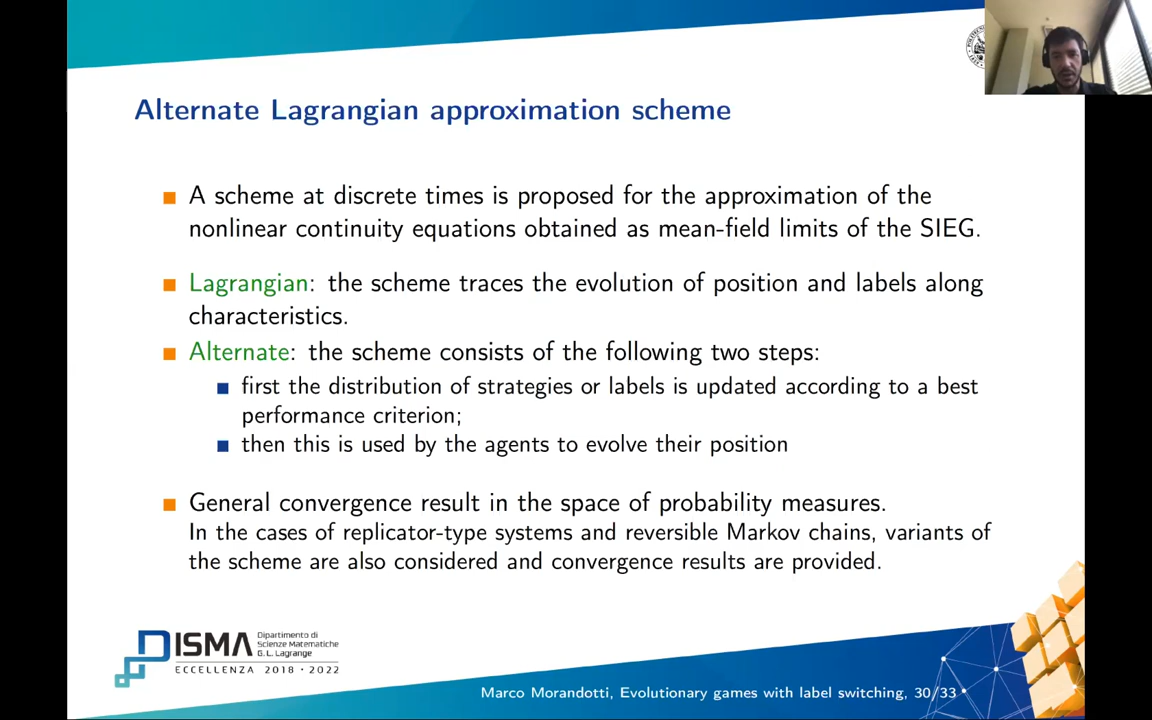 Alternate Lagrangian approximation scheme
A scheme at discrete times is proposed for the approximation of the
nonlinear continuity equations obtained as mean-field limits of the SIEG.
Lagrangian: the scheme traces the evolution of position and labels along
characteristics.
Alternate: the scheme consists of the following two steps:
first the distribution of strategies or labels is updated according to a best
performance criterion;
then this is used by the agents to evolve their position
General convergence result in the space of probability measures.
In the cases of replicator-type systems and reversible Markov chains, variants of
the scheme are also considered and convergence results are provided.
DISMA
Dipartimento di
Scienze Matematiche
G. L. Lagrange
ECCELLENZA 2018 · 2022
Marco Morandotti, Evolutionary games with label switching, 30/33